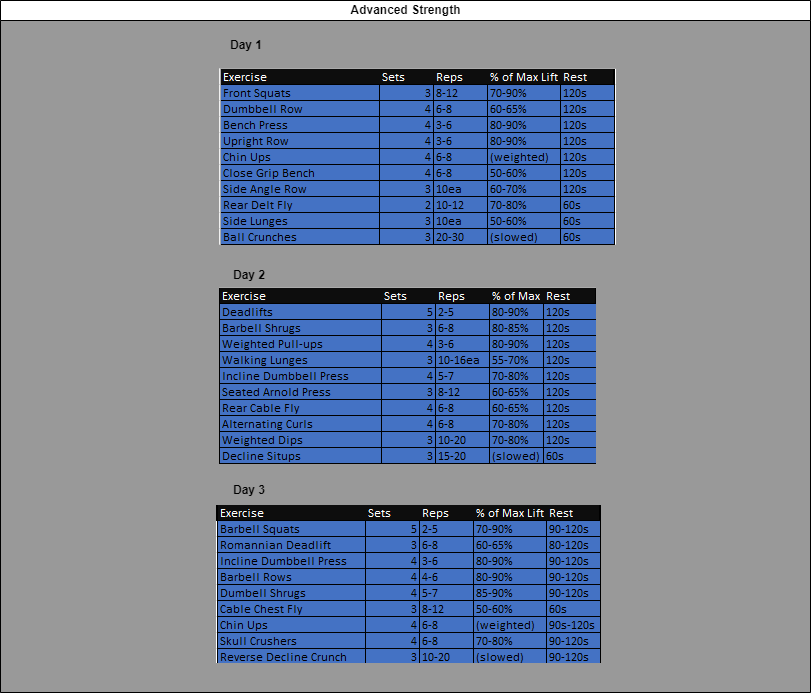 Advanced Strength
Day 1
Exercise Sets Reps % of Max Lift Rest
Front Squats 3 8-12 70-90% 120s
Dumbbell Row 4 6-8 60-65% 120s
Bench Press 4 3-6 80-90% 120s
Upright Row 4 3-6 80-90% 120s
Chin Ups 4 6-8 (weighted) 120s
Close Grip Bench 4 6-8 50-60% 120s
Side Angle Row 3 10ea 60-70% 120s
Rear Delt Fly 2 10-12 70-80% 60s
Side Lunges 3 10ea 50-60% 60s
Ball Crunches 3 20-30 (slowed) 60s
Day 2
Exercise Sets Reps % of Max Rest
Deadlifts 5 2-5 80-90% 120s
Barbell Shrugs 3 6-8 80-85% 120s
Weighted Pull-ups 4 3-6 80-90% 120s
Walking Lunges 3 10-16ea 55-70% 120s
Incline Dumbbell Press 4 5-7 70-80% 120s
Seated Arnold Press 3 8-12 60-65% 120s
Rear Cable Fly 4 6-8 60-65% 120s
Alternating Curls 4 6-8 70-80% 120s
Weighted Dips 3 10-20 70-80% 120s
Decline Situps 3 15-20 (slowed) 60s
Day 3
Exercise Sets Reps % of Max Lift Rest
Barbell Squats 5 2-5 70-90% 90-120s
Romannian Deadlift 3 6-8 60-65% 80-120s
Incline Dumbbell Press 4 3-6 80-90% 90-120s
Barbell Rows 4 4-6 80-90% 90-120s
Dumbell Shrugs 4 5-7 85-90% 90-120s
Cable Chest Fly 3 8-12 50-60% 60s
Chin Ups 4 6-8 (weighted) 90s-120s
Skull Crushers 4 6-8 70-80% 90-120s
Reverse Decline Crunch 3 10-20 (slowed) 90-120s